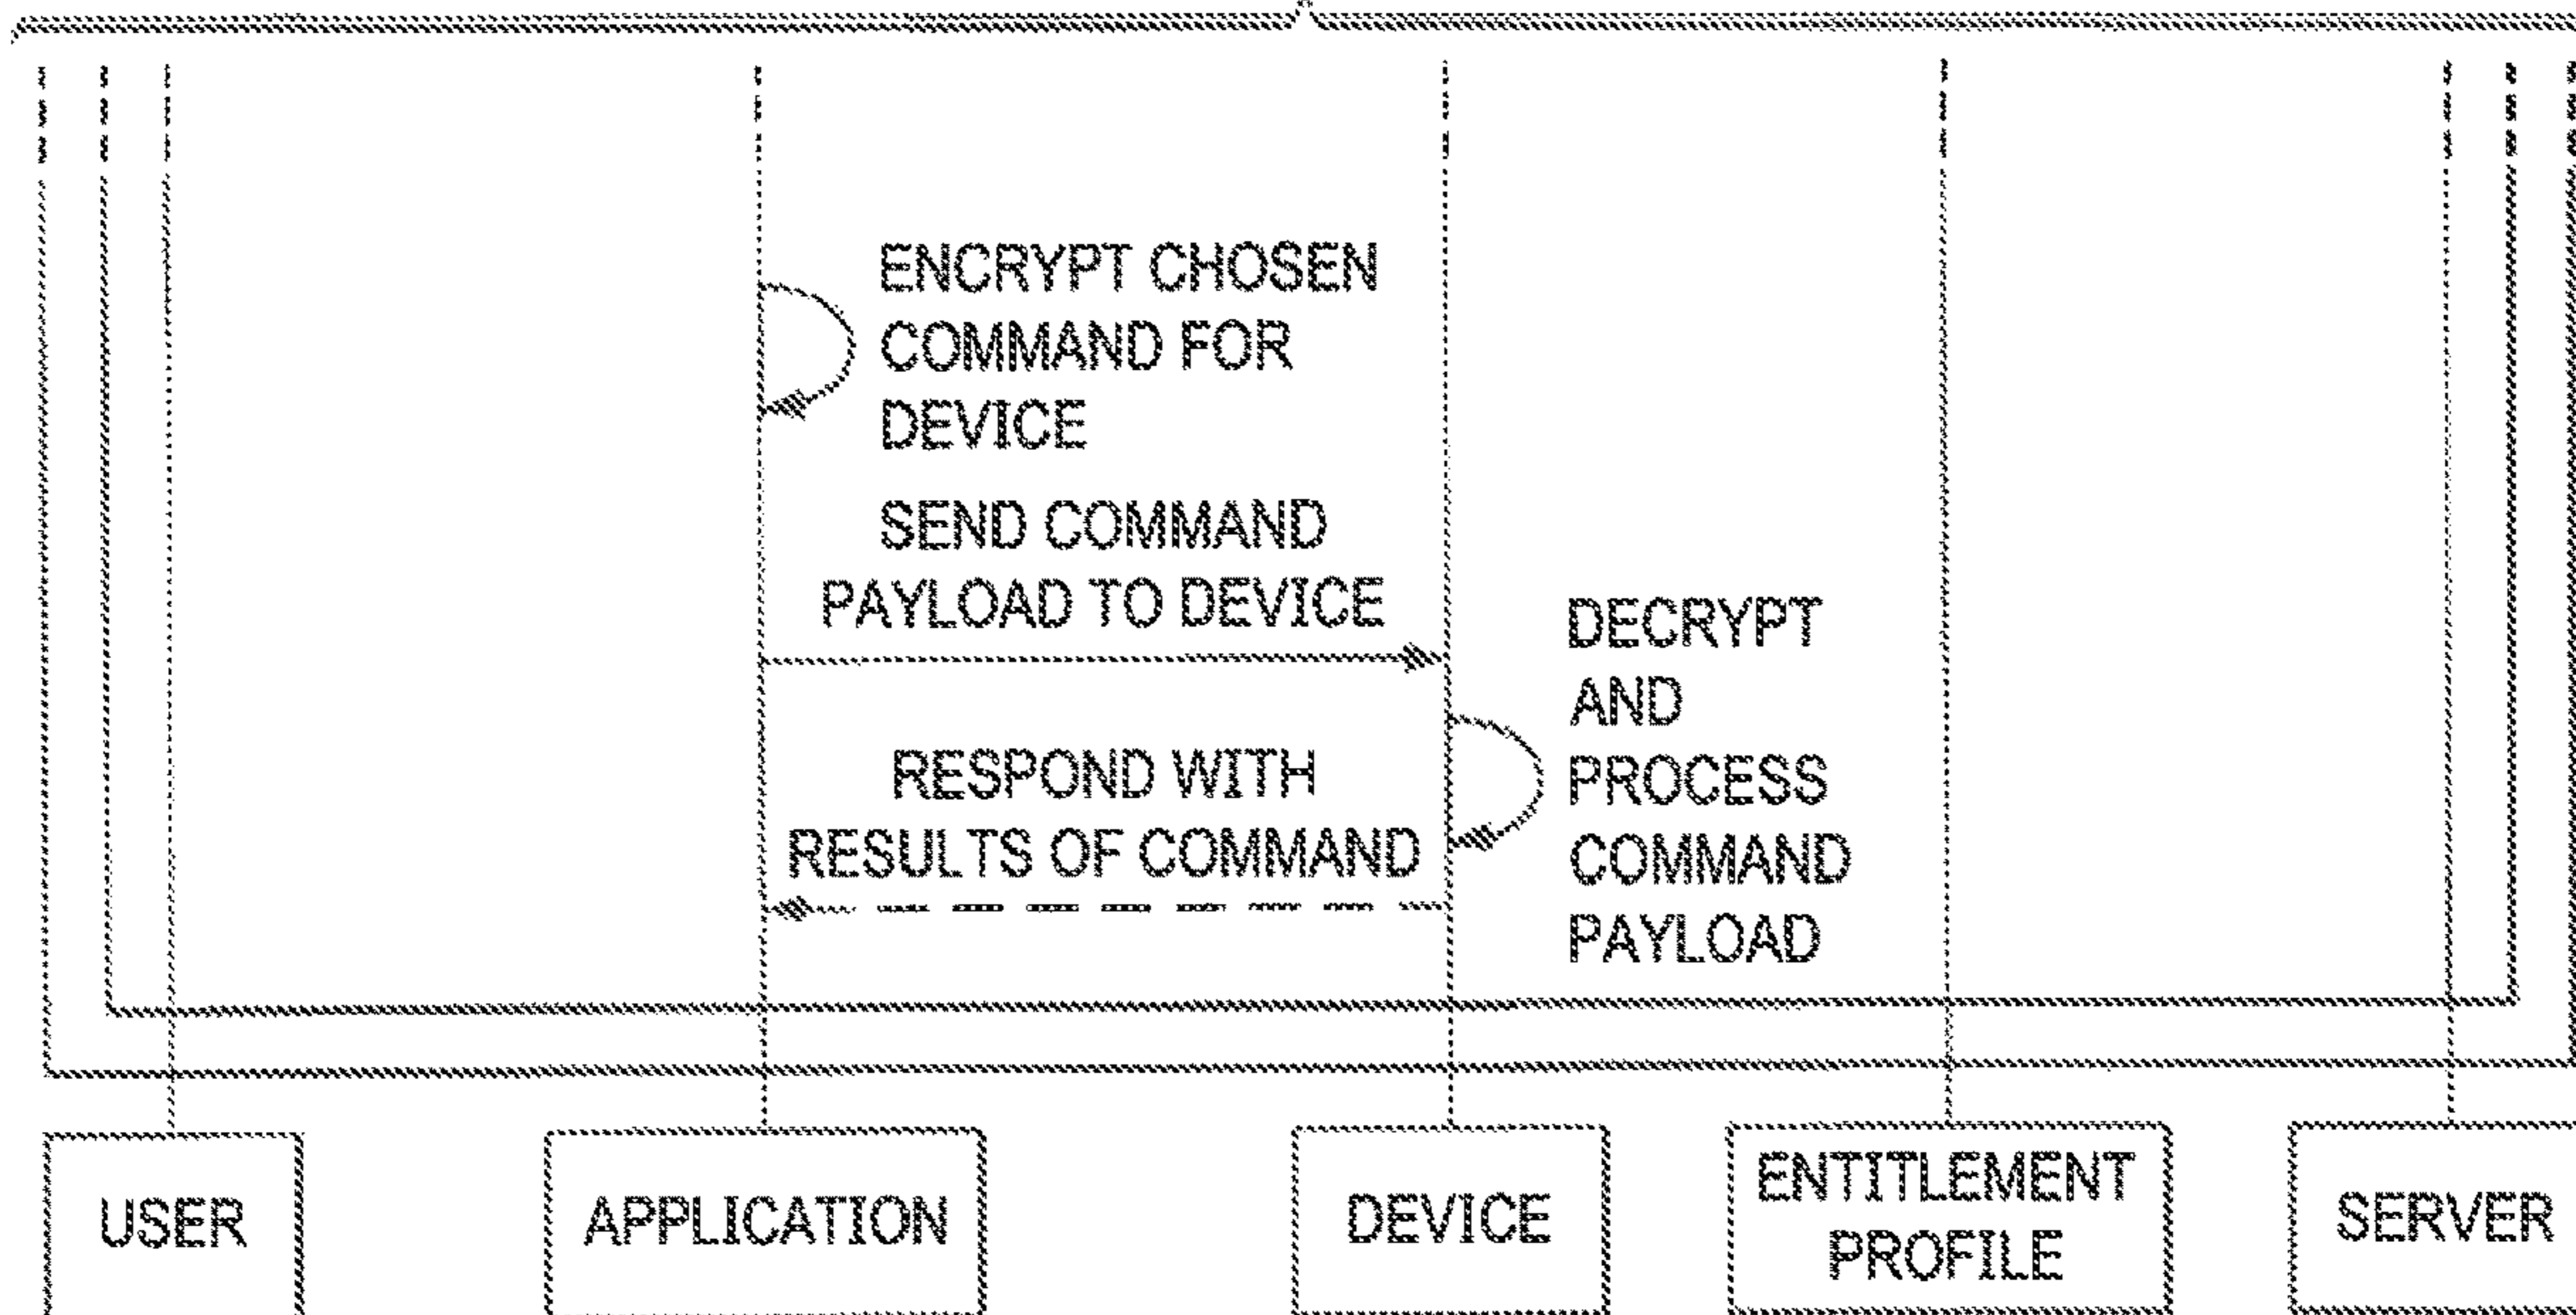 ENCRYPT CHOSEN
COMMAND FOR
DEVICE
SEND COMMAND
PAYLOAD TO DEVICE
DECRYPT
AND
PROCESS
COMMAND
PAYLOAD
RESPOND WITH
RESULTS OF COMMAND
USER
APPLICATION
DEVICE
ENTITLEMENT
PROFILE
SERVER